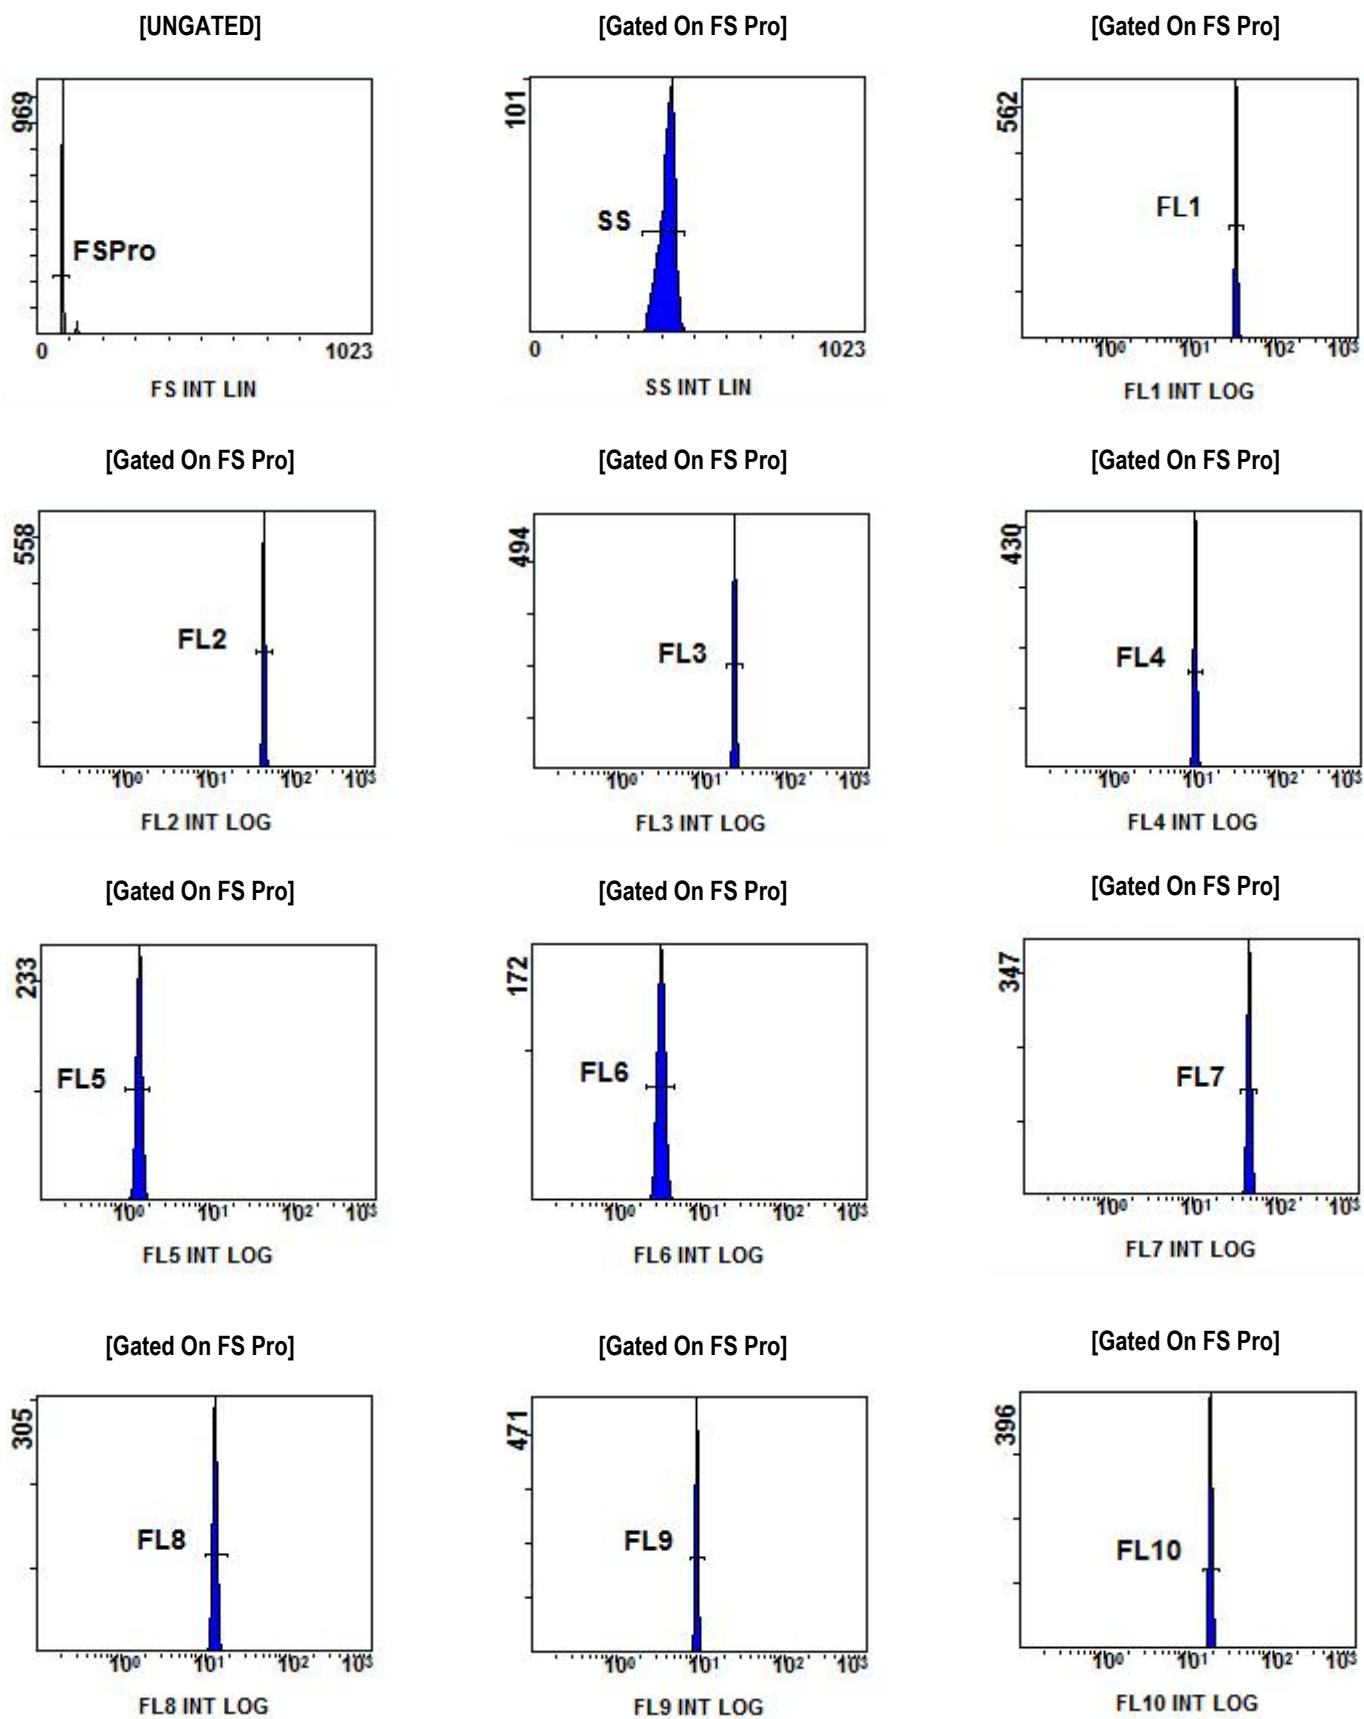 [UNGATED] [Gated On FS Pro] [Gated On FS Pro]
969
FSPro
0 1023
FS INT LIN
101
SS
0 1023
SS INT LIN
562
FL1
10⁰ 10¹ 10² 10³
FL1 INT LOG
[Gated On FS Pro] [Gated On FS Pro] [Gated On FS Pro]
558
FL2
10⁰ 10¹ 10² 10³
FL2 INT LOG
494
FL3
10⁰ 10¹ 10² 10³
FL3 INT LOG
430
FL4
10⁰ 10¹ 10² 10³
FL4 INT LOG
[Gated On FS Pro] [Gated On FS Pro] [Gated On FS Pro]
233
FL5
10⁰ 10¹ 10² 10³
FL5 INT LOG
172
FL6
10⁰ 10¹ 10² 10³
FL6 INT LOG
347
FL7
10⁰ 10¹ 10² 10³
FL7 INT LOG
[Gated On FS Pro] [Gated On FS Pro] [Gated On FS Pro]
305
FL8
10⁰ 10¹ 10² 10³
FL8 INT LOG
471
FL9
10⁰ 10¹ 10² 10³
FL9 INT LOG
396
FL10
10⁰ 10¹ 10² 10³
FL10 INT LOG